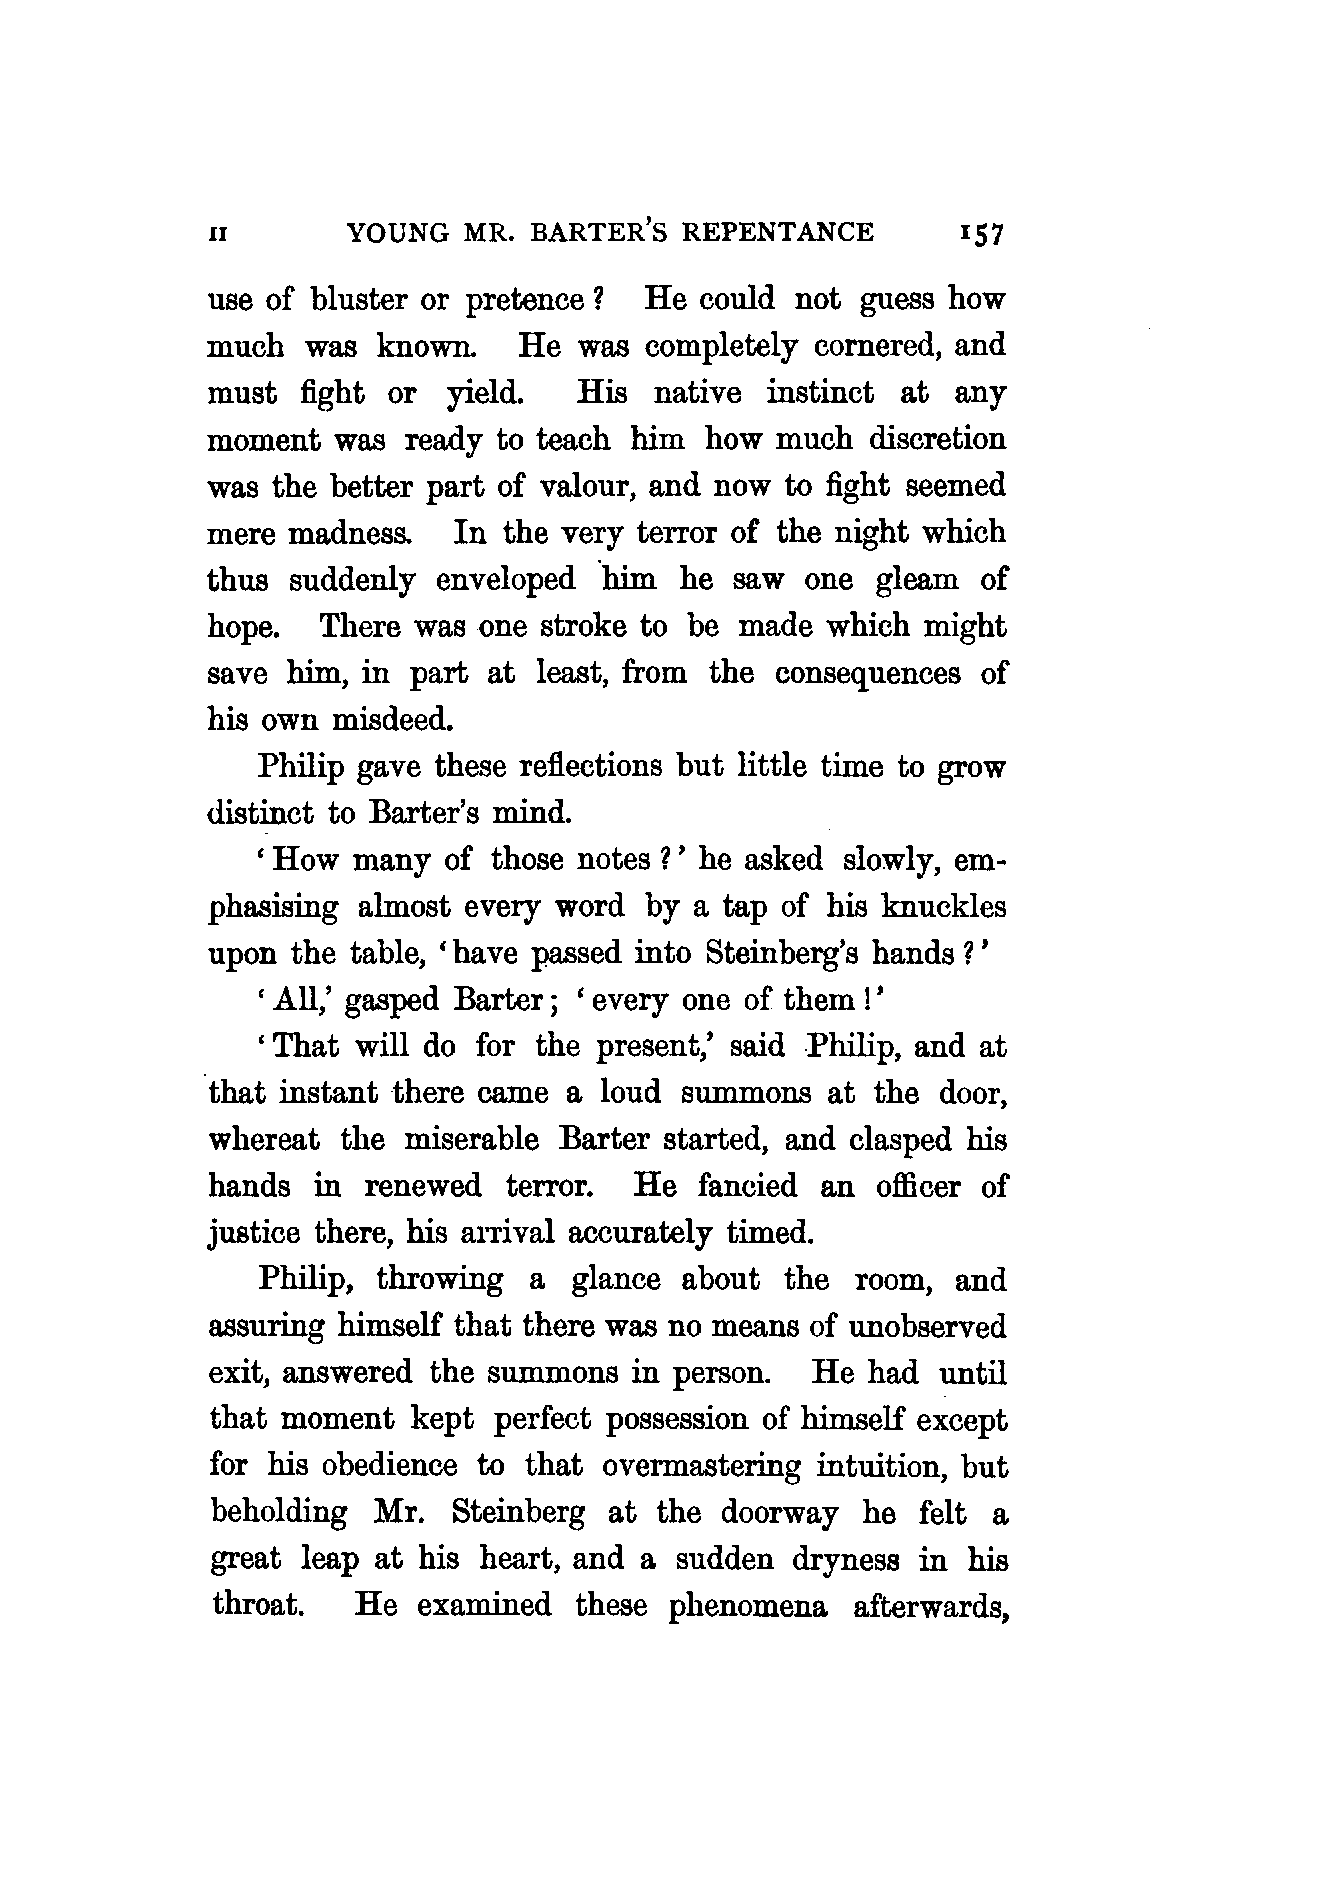 II YOUNG MR. BARTER'S REPENTANCE 157
use of bluster or pretence? He could not guess how
much was known. He was completely cornered, and
must fight or yield. His native instinct at any
moment was ready to teach him how much discretion
was the better part of valour, and now to fight seemed
mere madness. In the very terror of the night which
thus suddenly enveloped him he saw one gleam of
hope. There was one stroke to be made which might
save him, in part at least, from the consequences of
his own misdeed.
Philip gave these reflections but little time to grow
distinct to Barter's mind.
'How many of those notes?' he asked slowly, em-
phasising almost every word by a tap of his knuckles
upon the table, 'have passed into Steinberg's hands?'
'All,' gasped Barter; 'every one of them!'
'That will do for the present,' said Philip, and at
that instant there came a loud summons at the door,
whereat the miserable Barter started, and clasped his
hands in renewed terror. He fancied an officer of
justice there, his arrival accurately timed.
Philip, throwing a glance about the room, and
assuring himself that there was no means of unobserved
exit, answered the summons in person. He had until
that moment kept perfect possession of himself except
for his obedience to that overmastering intuition, but
beholding Mr. Steinberg at the doorway he felt a
great leap at his heart, and a sudden dryness in his
throat. He examined these phenomena afterwards,